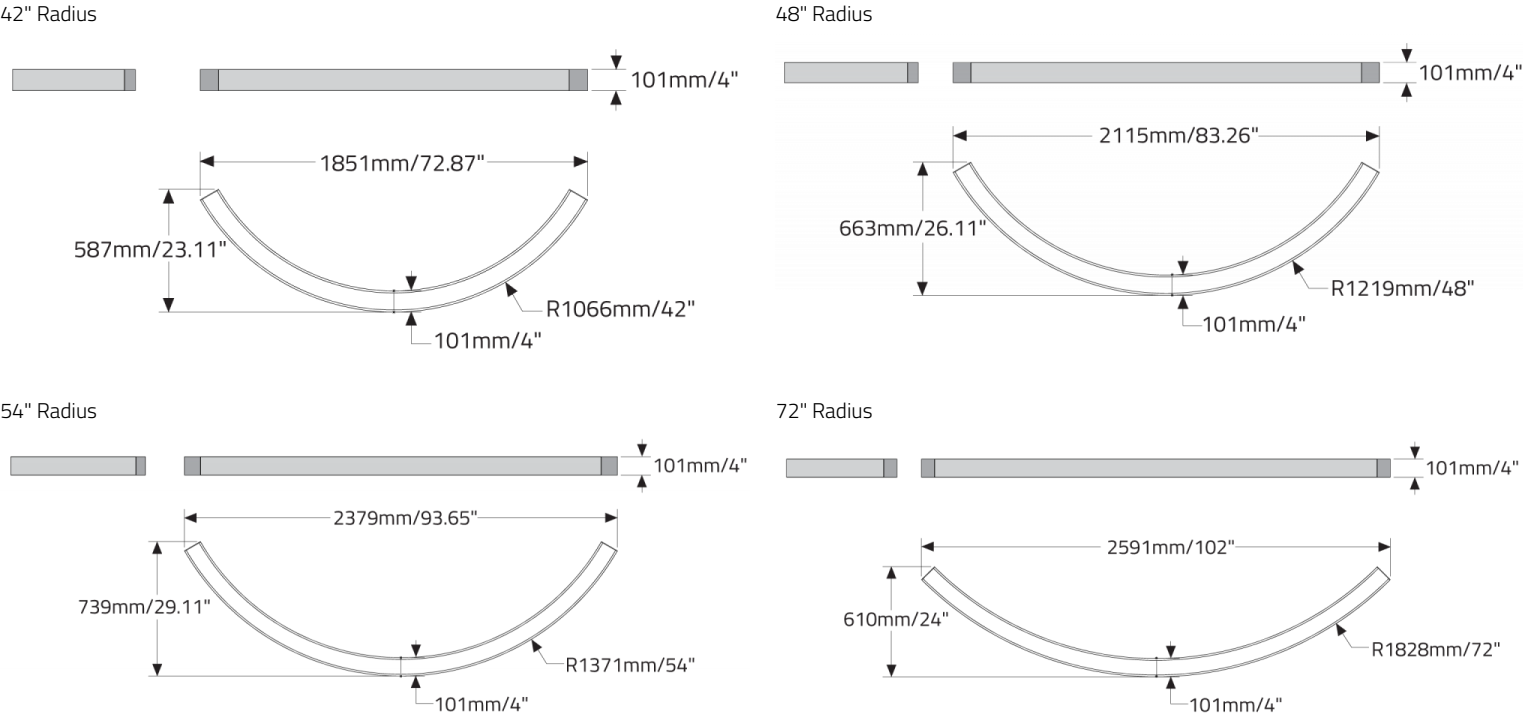 42" Radius
101mm/4"
1851mm/72.87"
587mm/23.11"
R1066mm/42"
101mm/4"
48" Radius
101mm/4"
2115mm/83.26"
663mm/26.11"
R1219mm/48"
101mm/4"
54" Radius
101mm/4"
2379mm/93.65"
739mm/29.11"
R1371mm/54"
101mm/4"
72" Radius
101mm/4"
2591mm/102"
610mm/24"
R1828mm/72"
101mm/4"